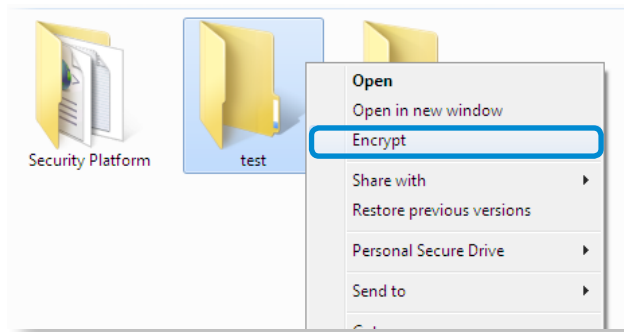 Security Platform
test
Open
Open in new window
Encrypt
Share with
Restore previous versions
Personal Secure Drive
Send to